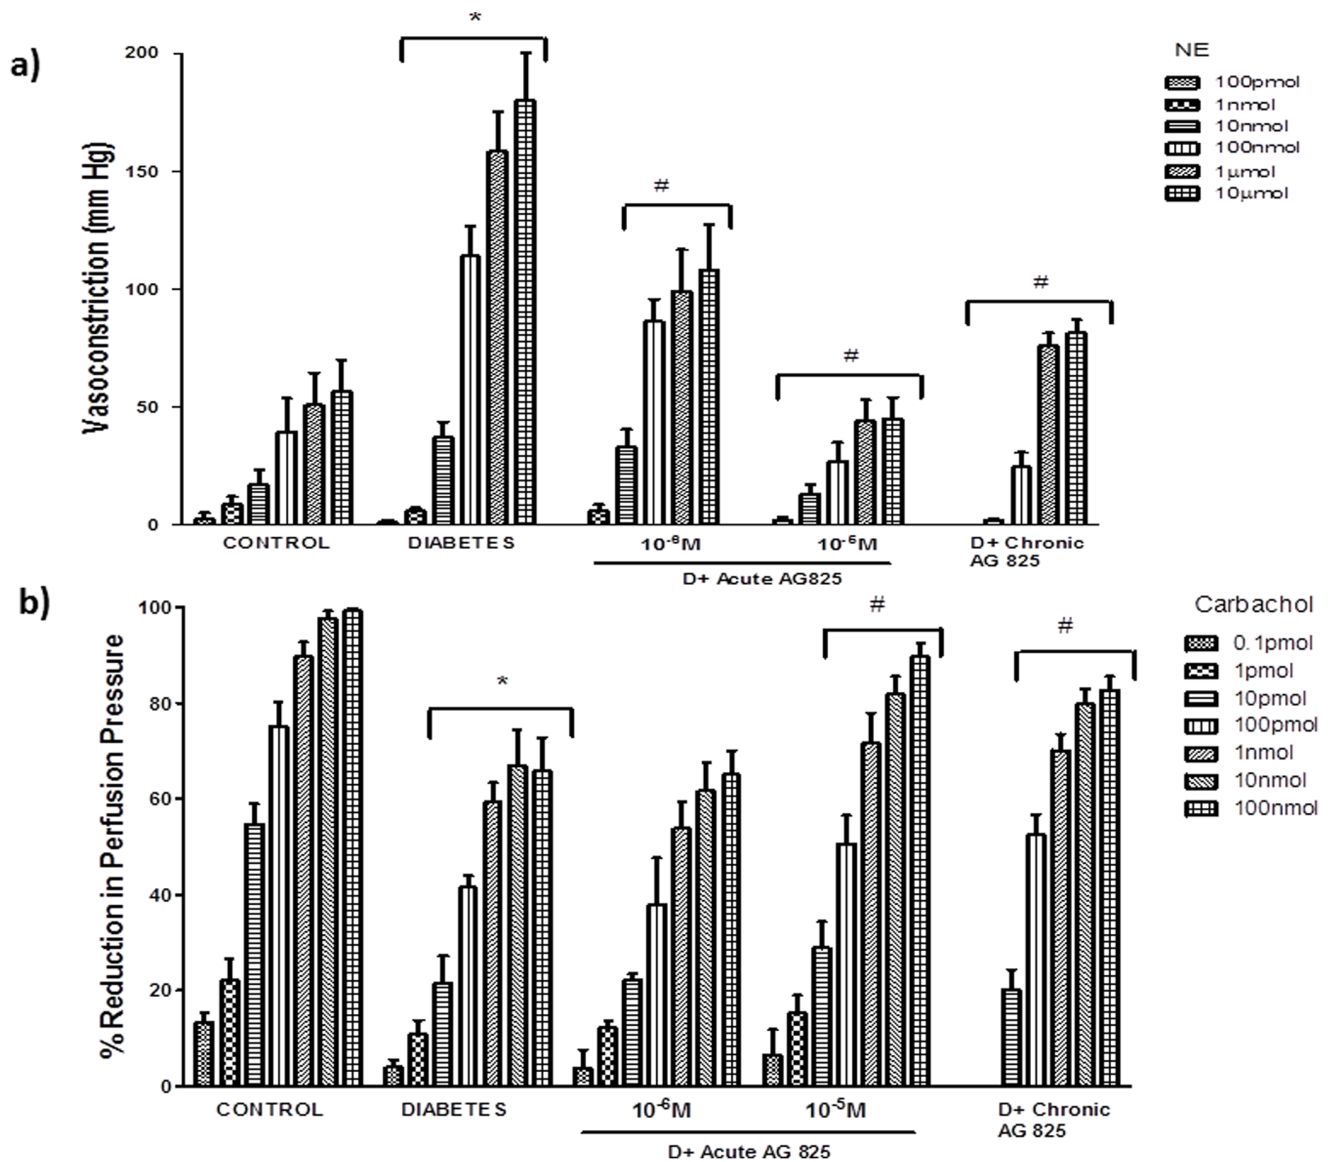 a)
*
200
150
100
50
0
Vasoconstriction (mm Hg)
#
#
#
NE
100pmol
1nmol
10nmol
100nmol
1µmol
10µmol
CONTROL
DIABETES
10⁻⁸M
10⁻⁶M
D+ Acute AG825
D+ Chronic
AG 825
b)
100
80
60
40
20
0
%Reduction in Perfusion Pressure
*
#
#
Carbachol
0.1pmol
1pmol
10pmol
100pmol
1nmol
10nmol
100nmol
CONTROL
DIABETES
10⁻⁶M
10⁻⁵M
D+ Acute AG 825
D+ Chronic
AG 825